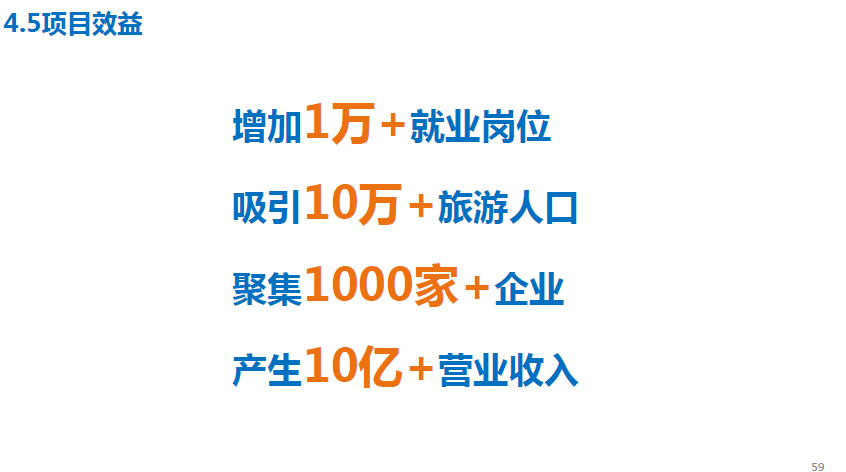 4.5项目效益
增加1万+就业岗位
吸引10万+旅游人口
聚集1000家+企业
产生10亿+营业收入
59